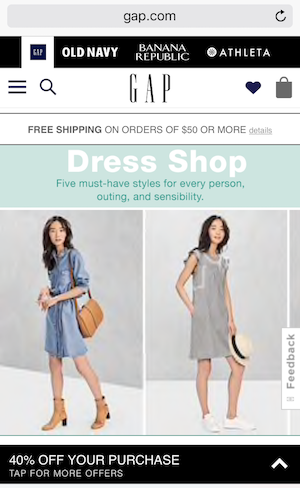 gap.com
GAP
OLD NAVY
BANANA
REPUBLIC
ATHLETA
GAP
FREE SHIPPING ON ORDERS OF $50 OR MORE details
Dress Shop
Five must-have styles for every person,
outing, and sensibility.
Feedback
40% OFF YOUR PURCHASE
TAP FOR MORE OFFERS